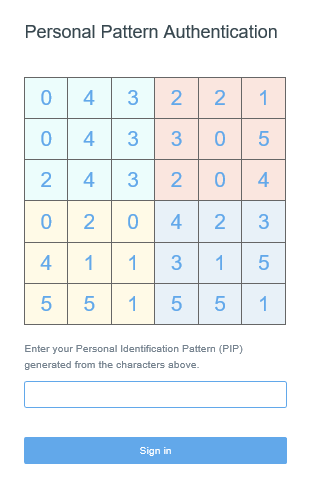 Personal Pattern Authentication
0 4 3 2 2 1
0 4 3 3 0 5
2 4 3 2 0 4
0 2 0 4 2 3
4 1 1 3 1 5
5 5 1 5 5 1
Enter your Personal Identification Pattern (PIP)
generated from the characters above.
Sign in